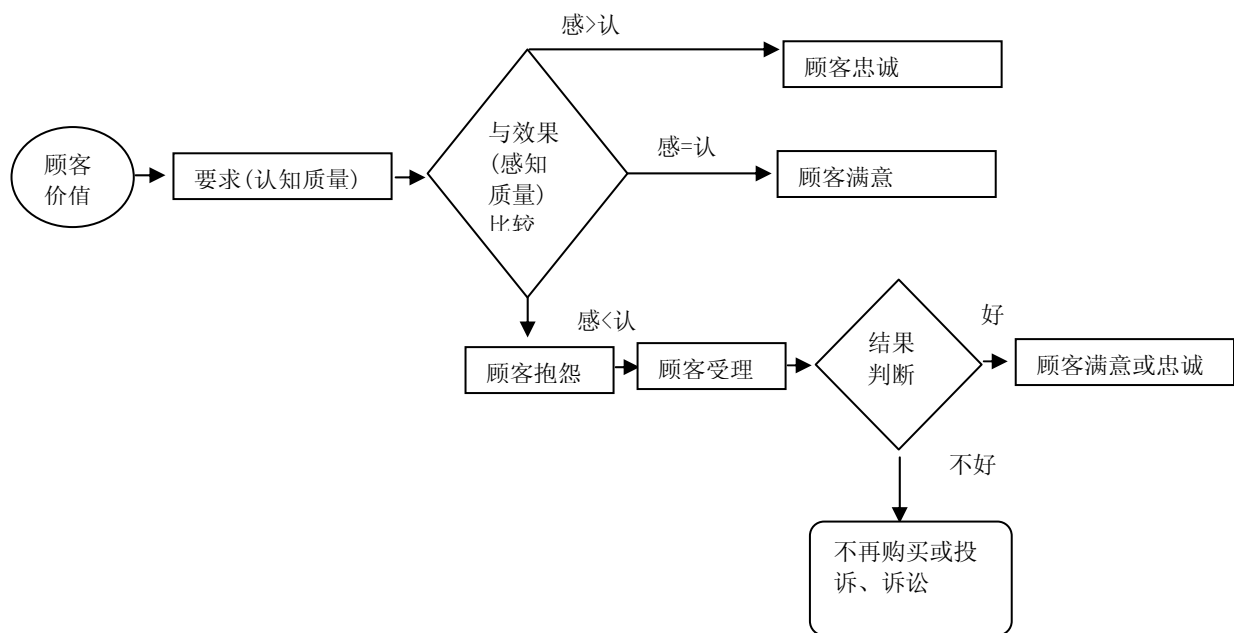 感>认
顾客忠诚
顾客
价值
要求(认知质量)
与效果
(感知
质量)
比较
感=认
顾客满意
感<认
顾客抱怨
顾客受理
结果
判断
好
顾客满意或忠诚
不好
不再购买或投
诉、诉讼